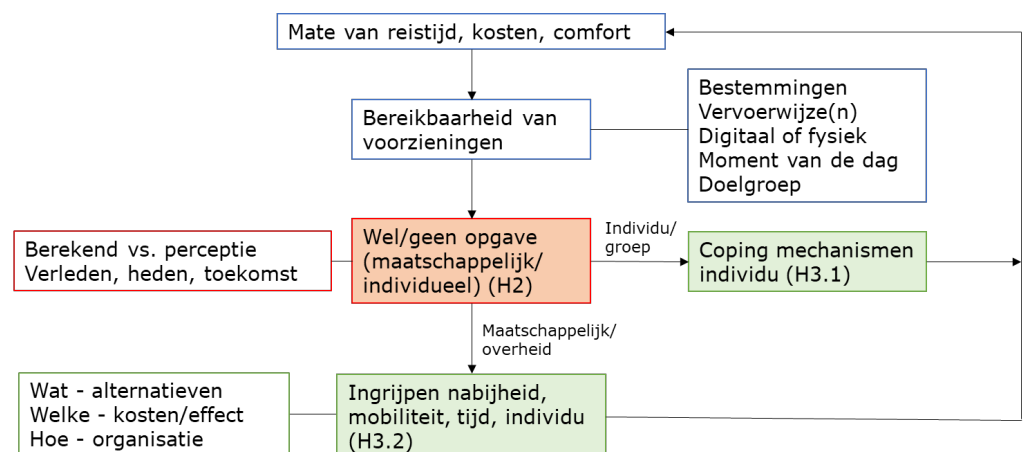 Mate van reistijd, kosten, comfort
Bereikbaarheid van
voorzieningen
Bestemmingen
Vervoerwijze(n)
Digitaal of fysiek
Moment van de dag
Doelgroep
Berekend vs. perceptie
Verleden, heden, toekomst
Wel/geen opgave
(maatschappelijk/
individueel) (H2)
Individu/
groep
Coping mechanismen
individu (H3.1)
Maatschappelijk/
overheid
Wat - alternatieven
Welke - kosten/effect
Hoe - organisatie
Ingrijpen nabijheid,
mobiliteit, tijd, individu
(H3.2)